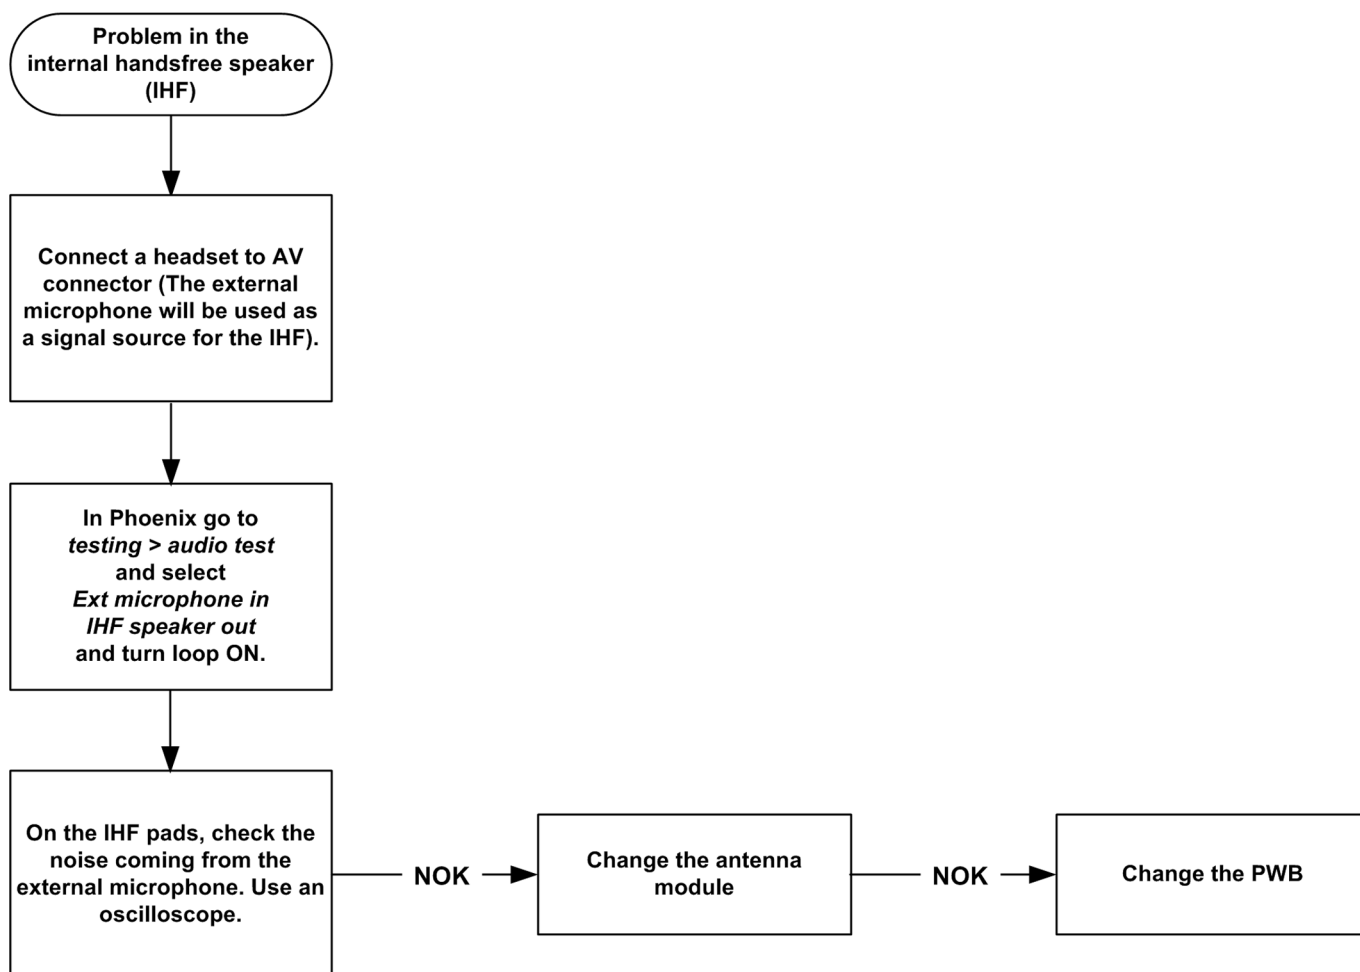 Problem in the
internal handsfree speaker
(IHF)
Connect a headset to AV
connector (The external
microphone will be used as
a signal source for the IHF).
In Phoenix go to
testing > audio test
and select
Ext microphone in
IHF speaker out
and turn loop ON.
On the IHF pads, check the
noise coming from the
external microphone. Use an
oscilloscope.
NOK
Change the antenna
module
NOK
Change the PWB